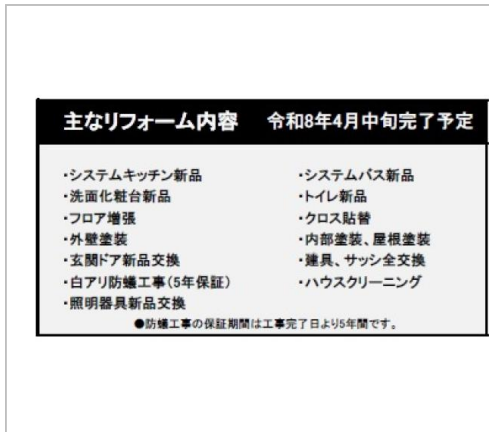 主なリフォーム内容　令和8年4月中旬完了予定
・システムキッチン新品　・システムバス新品
・洗面化粧台新品　・トイレ新品
・フロア増張　・クロス貼替
・外壁塗装　・内部塗装、屋根塗装
・玄関ドア新品交換　・建具、サッシ全交換
・白アリ防蟻工事(5年保証)　・ハウスクリーニング
・照明器具新品交換
●防蟻工事の保証期間は工事完了日より5年間です。